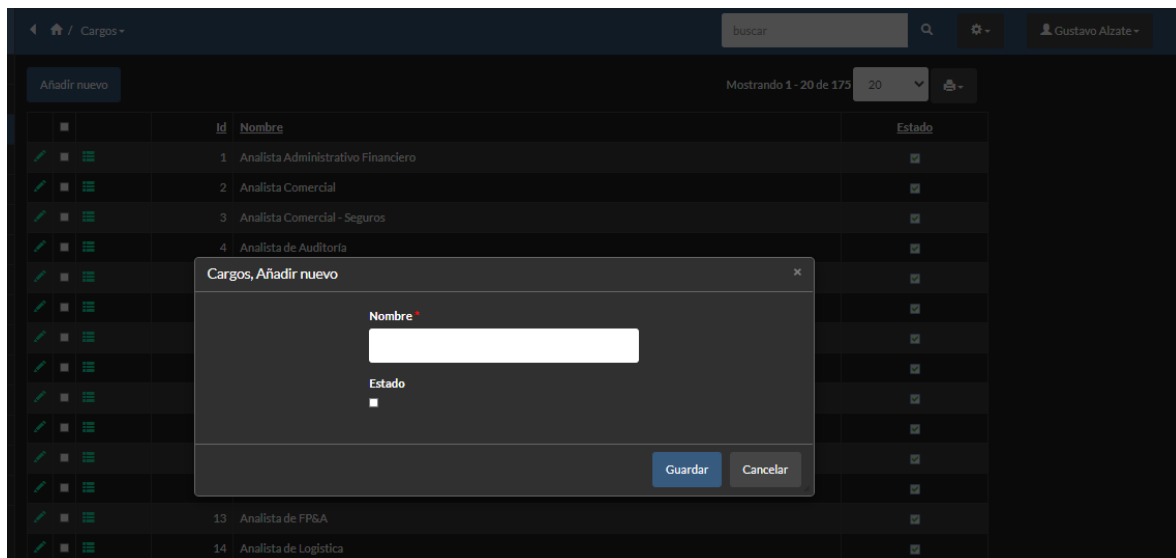 / Cargos
buscar
Gustavo Alzate
Añadir nuevo
Mostrando 1 - 20 de 175
20
Id Nombre Estado
1 Analista Administrativo Financiero
2 Analista Comercial
3 Analista Comercial - Seguros
4 Analista de Auditoría
Cargos, Añadir nuevo
×
Nombre*
Estado
Guardar Cancelar
13 Analista de FP&A
14 Analista de Logistica